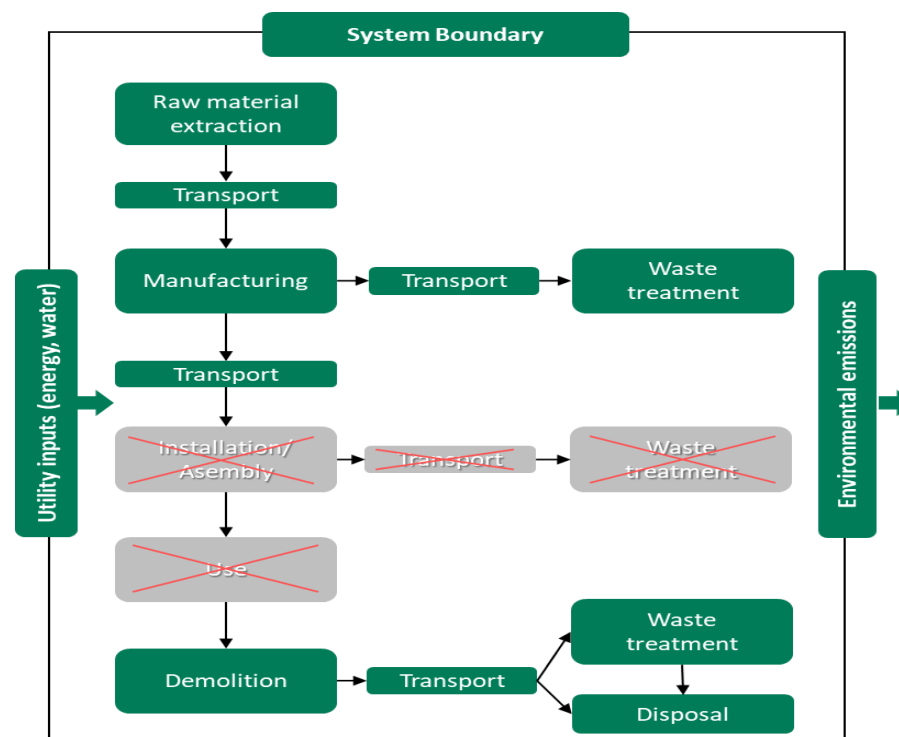 System Boundary
Raw material
extraction
Transport
Manufacturing
Transport
Waste
treatment
Transport
Installation/
Asembly
Transport
Waste
treatment
Use
Demolition
Transport
Waste
treatment
Disposal
Utility inputs (energy, water)
Environmental emissions